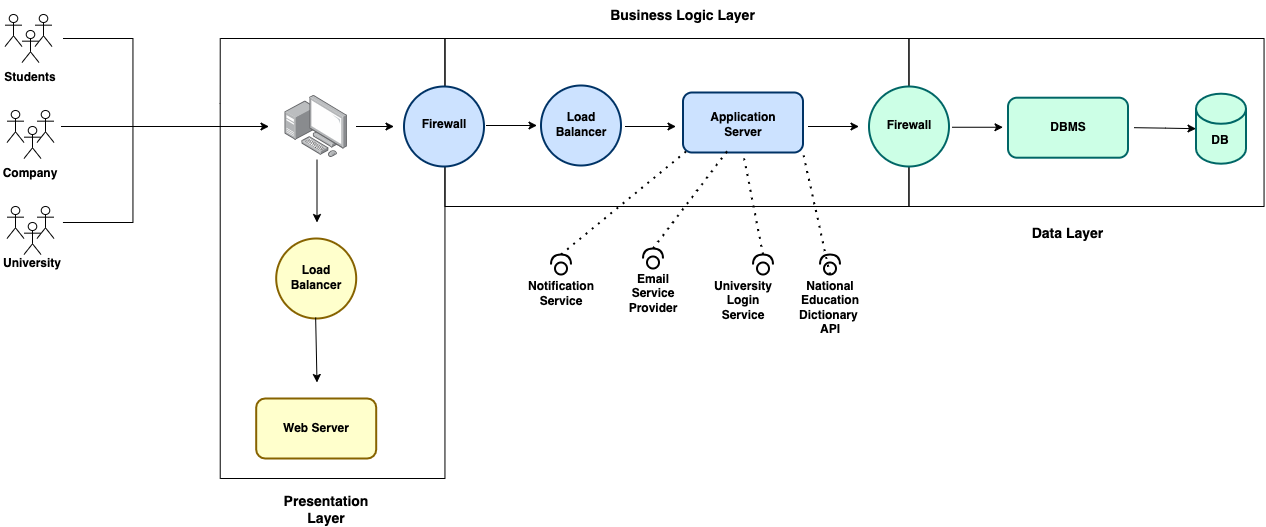 Business Logic Layer
Students
Company
University
Firewall
Load
Balancer
Application
Server
Firewall
DBMS
DB
Data Layer
Load
Balancer
Notification
Service
Email
Service
Provider
University
Login
Service
National
Education
Dictionary
API
Web Server
Presentation
Layer